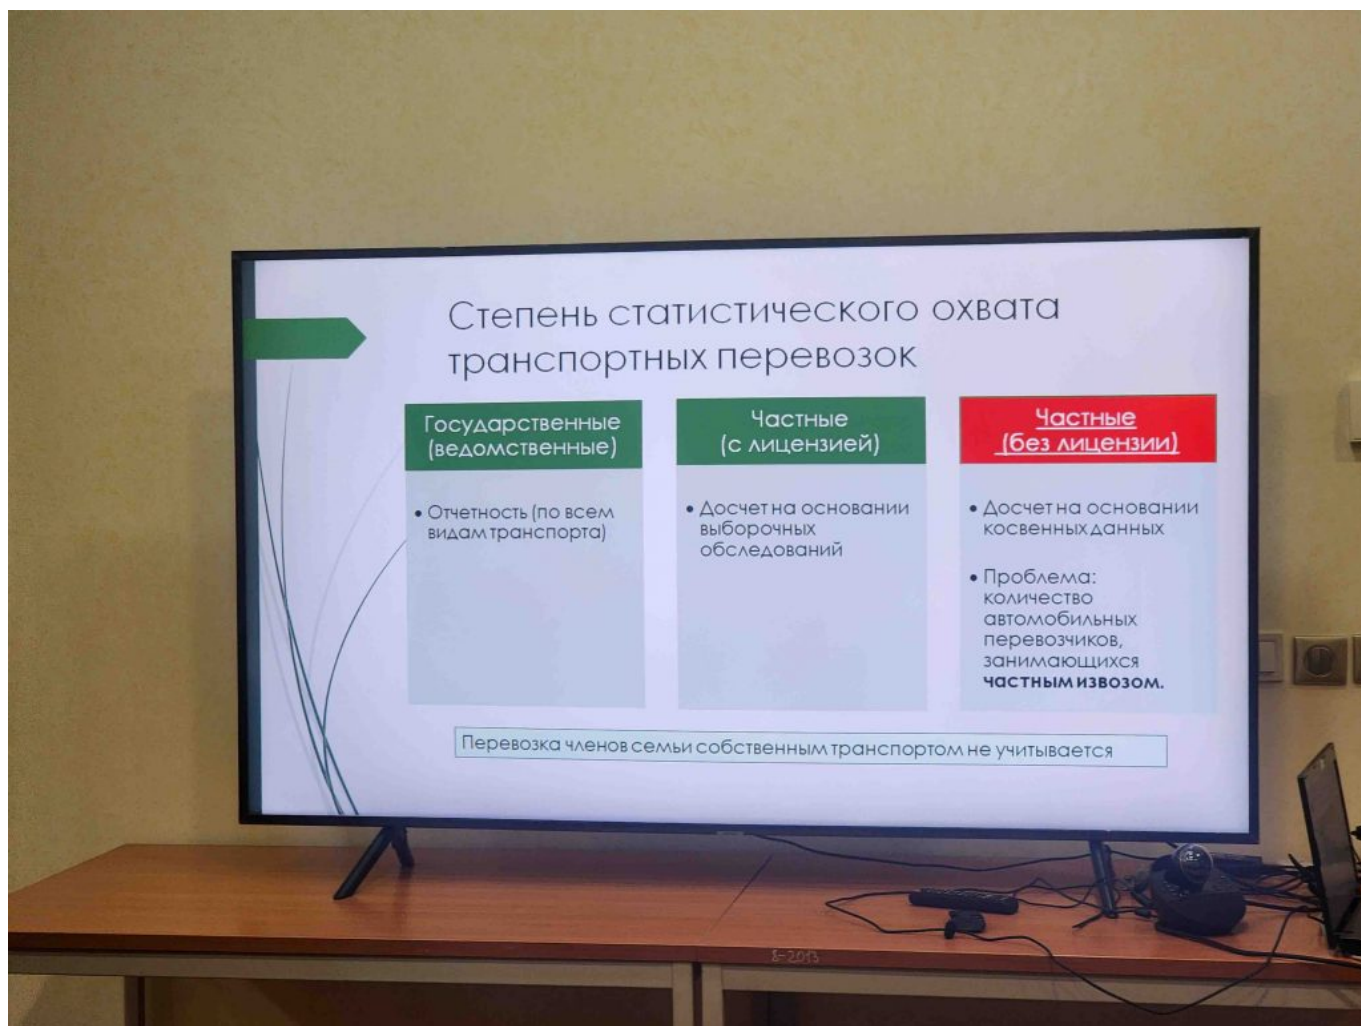 Степень статистического охвата
транспортных перевозок
Государственные
(ведомственные)
• Отчетность (по всем
видам транспорта)
Частные
(с лицензией)
• Досчет на основании
выборочных
обследований
Частные
(без лицензии)
• Досчет на основании
косвенных данных
• Проблема:
количество
автомобильных
перевозчиков,
занимающихся
частным извозом.
Перевозка членов семьи собственным транспортом не учитывается
8-2013